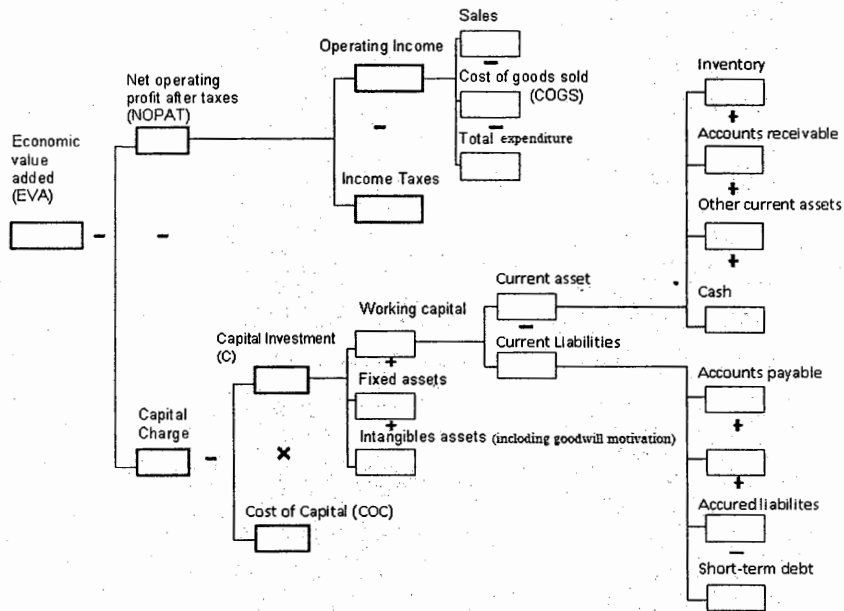 Sales
Operating Income
Cost of goods sold
(COGS)
Total expenditure
Net operating
profit after taxes
(NOPAT)
Income Taxes
Economic
value
added
(EVA)
Inventory
Accounts receivable
Other current assets
Cash
Current asset
Working capital
Current Liabilities
Capital Investment
(C)
Fixed assets
Intangibles assets (including goodwill motivation)
Capital
Charge
Cost of Capital (COC)
Accounts payable
Accured liabilites
Short-term debt